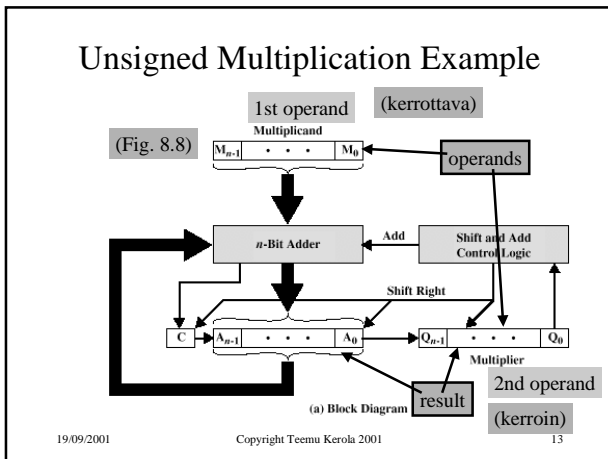 Unsigned Multiplication Example
1st operand
(kerrottava)
Multiplicand
(Fig. 8.8)
Mn-1 · · · M0
operands
n-Bit Adder
Add
Shift and Add
Control Logic
Shift Right
C
An-1 · · · A0
Qn-1 · · · Q0
Multiplier
2nd operand
result
(a) Block Diagram
(kerroin)
19/09/2001
Copyright Teemu Kerola 2001
13